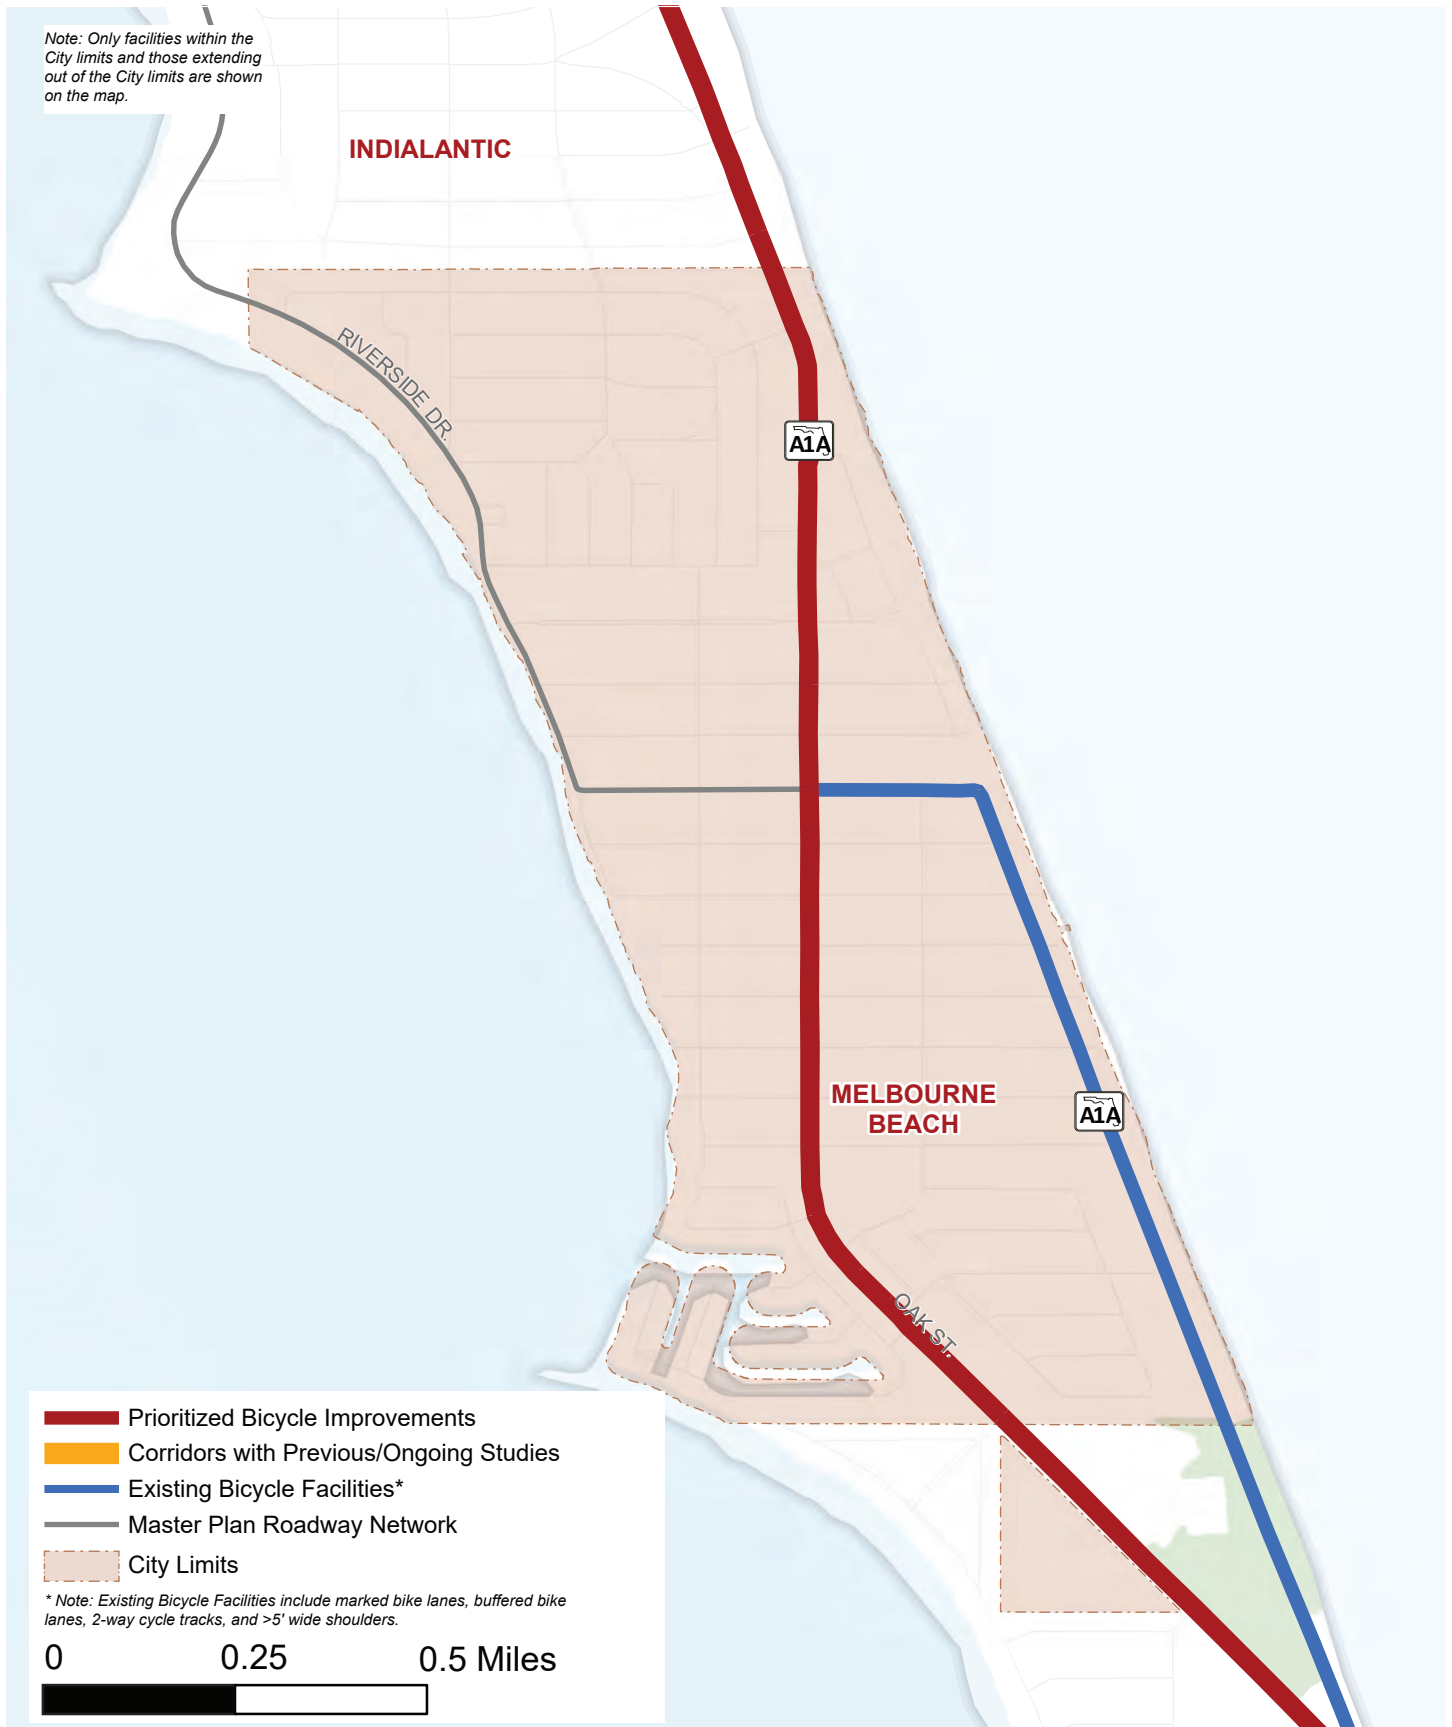 Note: Only facilities within the
City limits and those extending
out of the City limits are shown
on the map.
INDIALANTIC
RIVERSIDE DR.
A1A
MELBOURNE
BEACH
A1A
OAK ST.
Prioritized Bicycle Improvements
Corridors with Previous/Ongoing Studies
Existing Bicycle Facilities*
Master Plan Roadway Network
City Limits
* Note: Existing Bicycle Facilities include marked bike lanes, buffered bike
lanes, 2-way cycle tracks, and >5' wide shoulders.
0 0.25 0.5 Miles